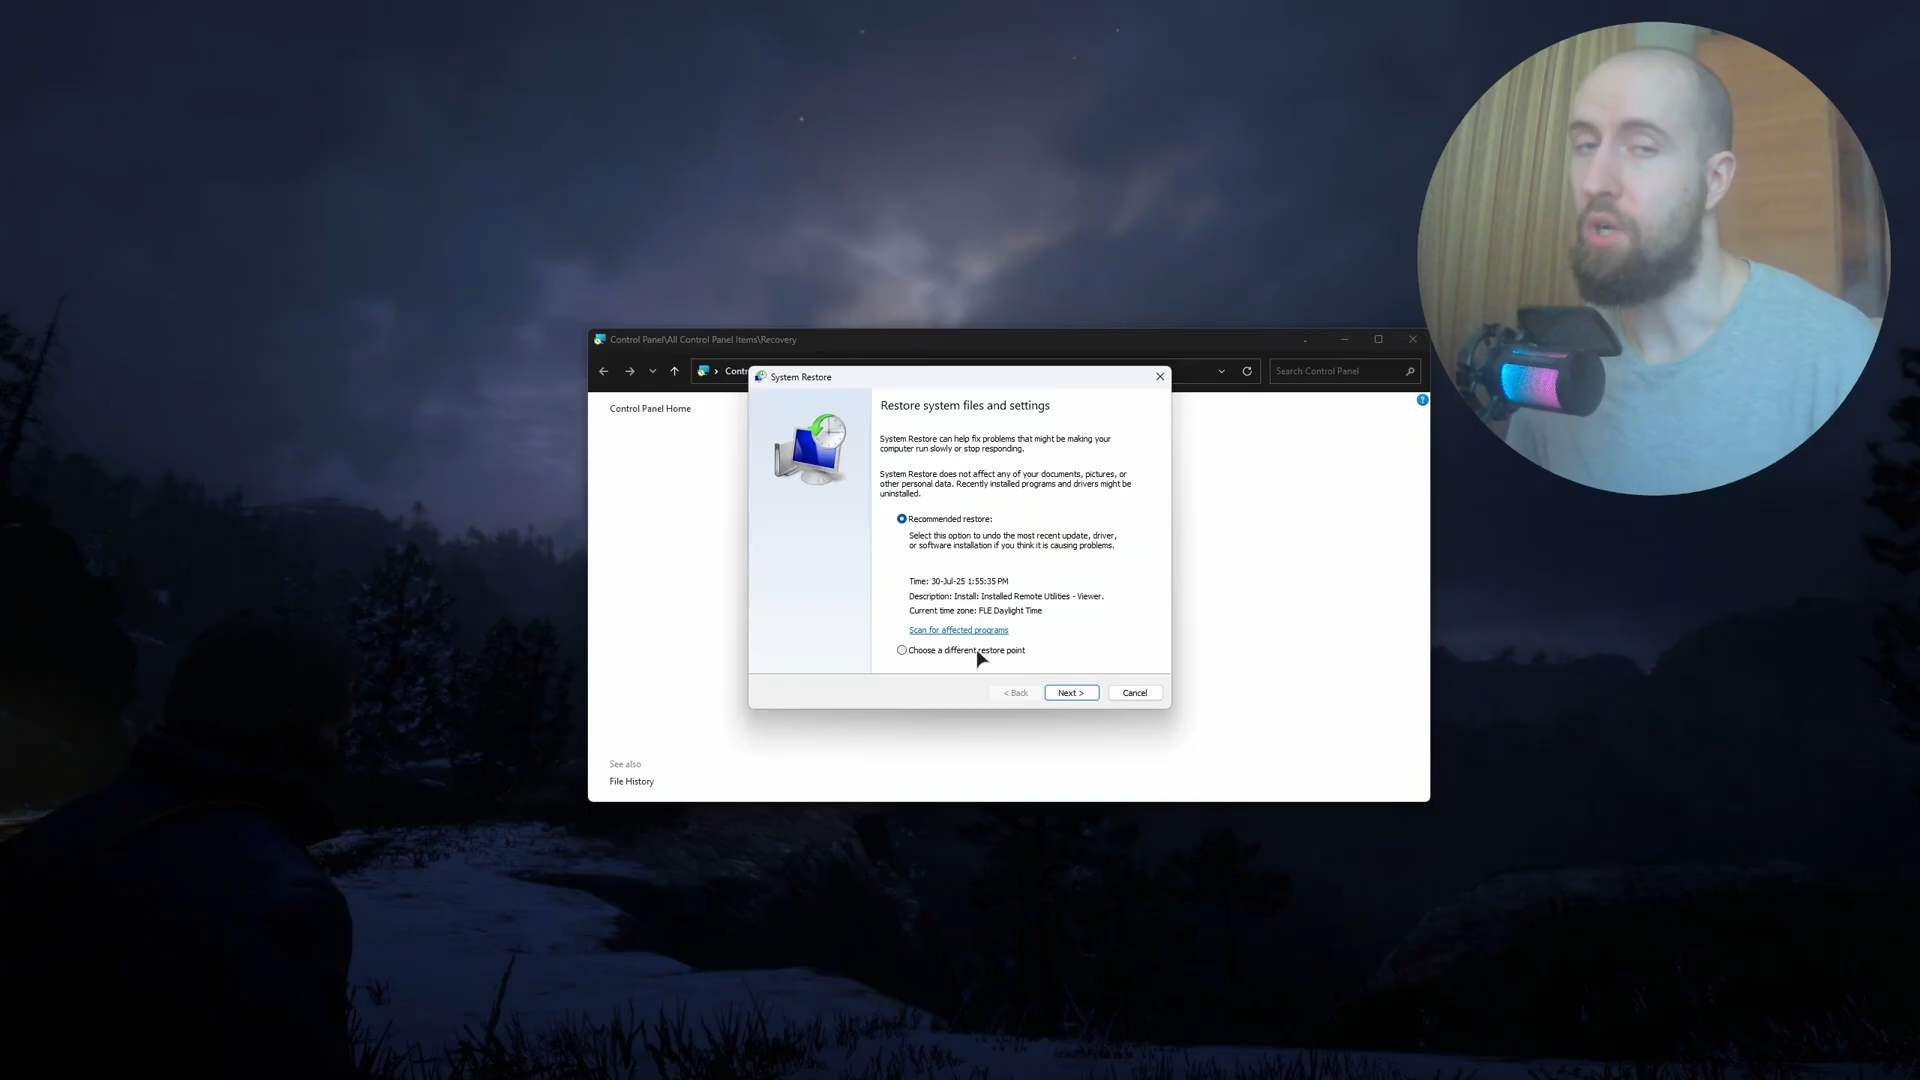 Control Panel\All Control Panel Items\Recovery
Contr
Search Control Panel
System Restore
Control Panel Home
Restore system files and settings
System Restore can help fix problems that might be making your
computer run slowly or stop responding.
System Restore does not affect any of your documents, pictures, or
other personal data. Recently installed programs and drivers might be
uninstalled.
Recommended restore:
Select this option to undo the most recent update, driver,
or software installation if you think it is causing problems.
Time: 30-Jul-25 1:55:35 PM
Description: Install: Installed Remote Utilities - Viewer.
Current time zone: FLE Daylight Time
Scan for affected programs
Choose a different restore point
< Back
Next >
Cancel
See also
File History